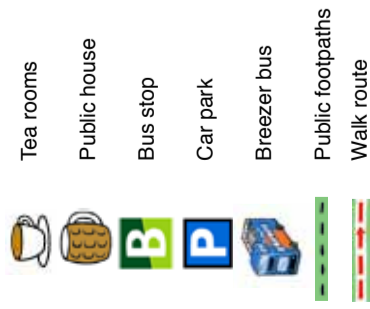 Tea rooms
Public house
Bus stop
Car park
Breezer bus
Public footpaths
Walk route
B
P